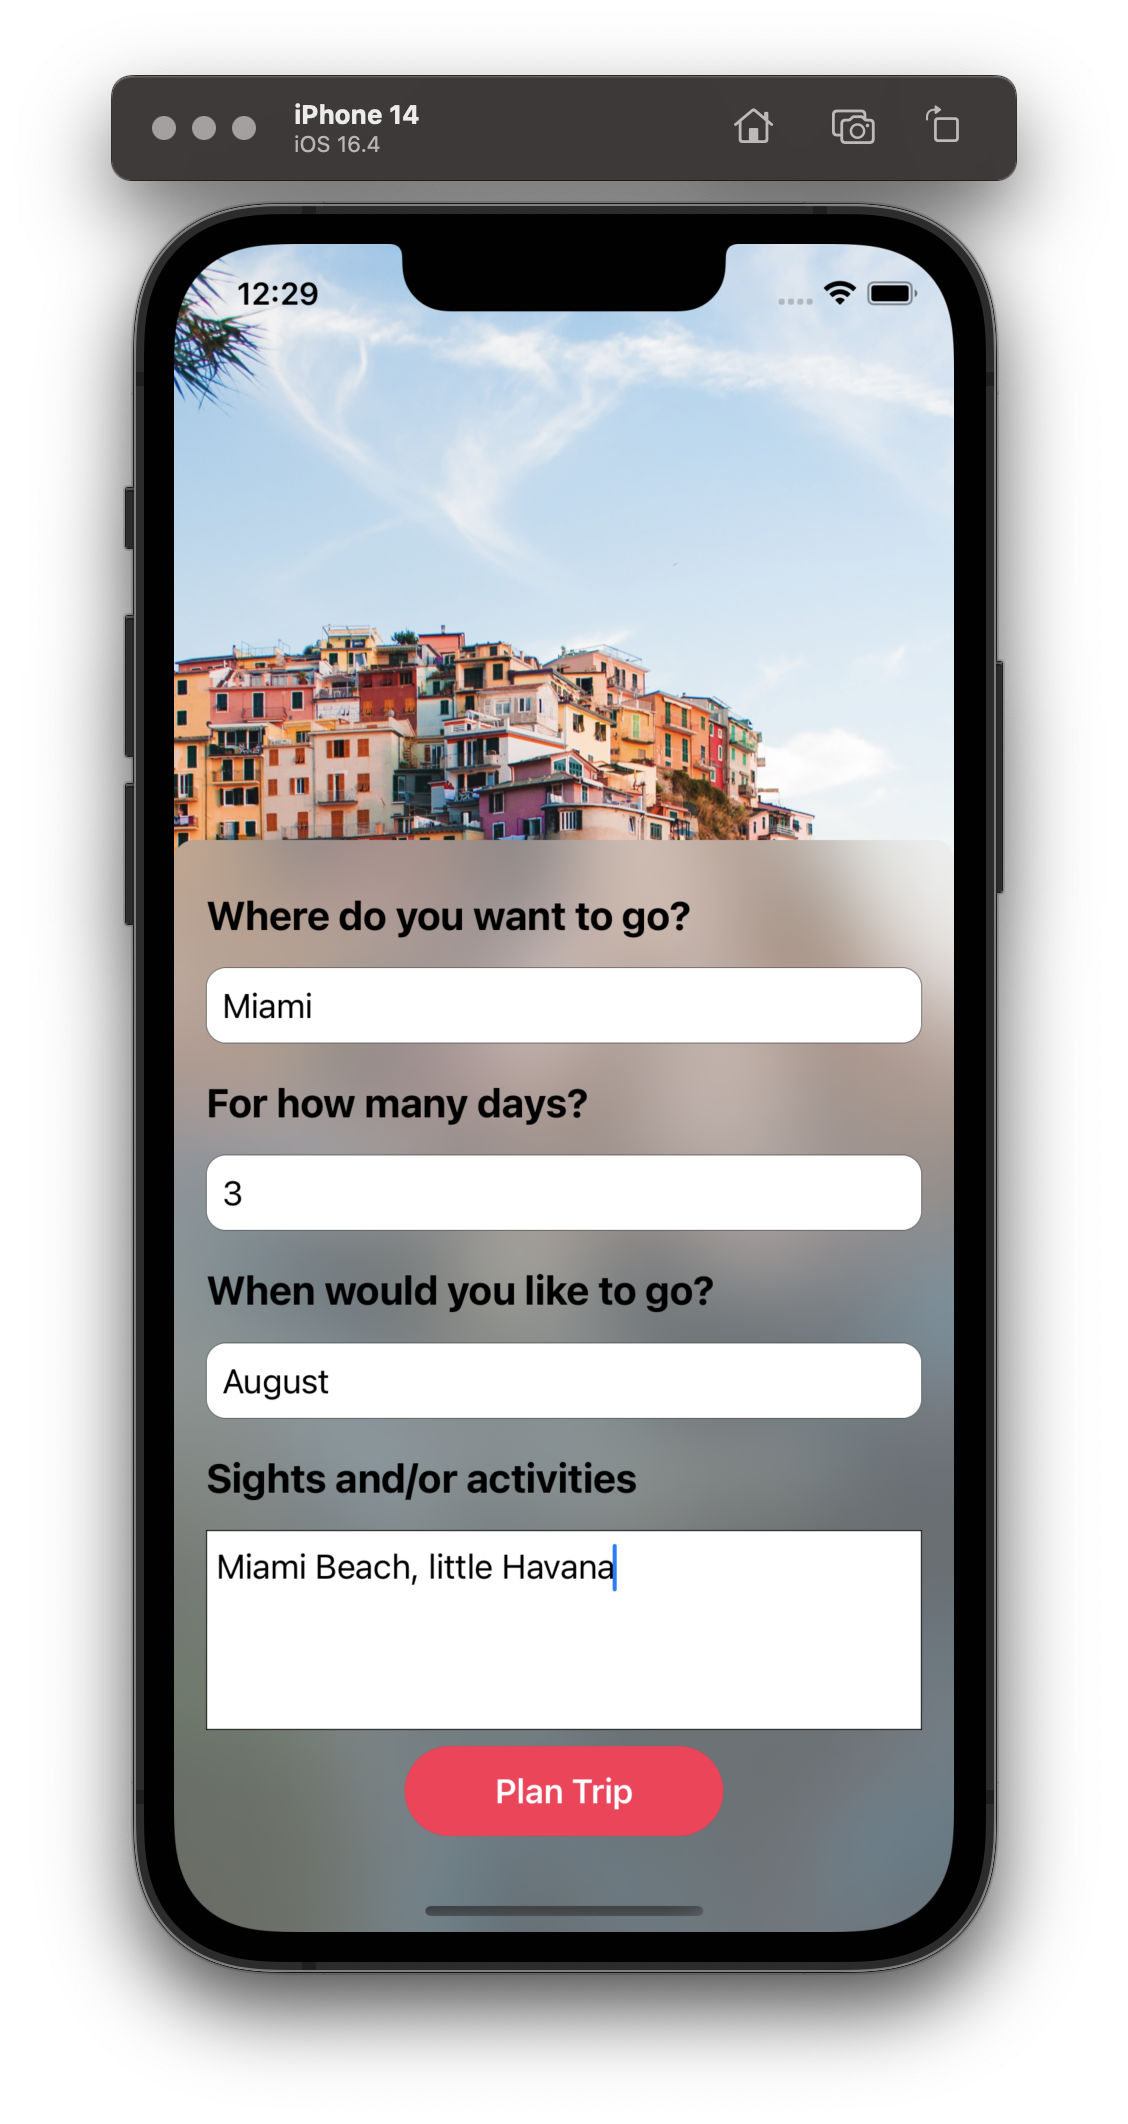 iPhone 14
iOS 16.4
12:29
Where do you want to go?
Miami
For how many days?
3
When would you like to go?
August
Sights and/or activities
Miami Beach, little Havana
Plan Trip